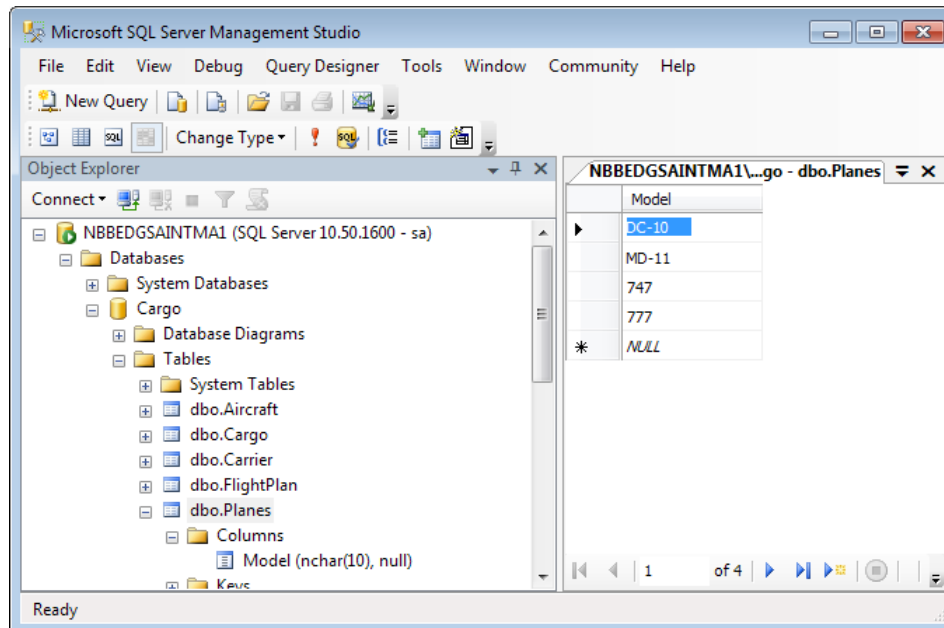 Microsoft SQL Server Management Studio
File Edit View Debug Query Designer Tools Window Community Help
New Query
SQL Change Type SQL
Object Explorer
Connect
NBBEDGSAINTMA1 (SQL Server 10.50.1600 - sa)
Databases
System Databases
Cargo
Database Diagrams
Tables
System Tables
dbo.Aircraft
dbo.Cargo
dbo.Carrier
dbo.FlightPlan
dbo.Planes
Columns
Model (nchar(10), null)
Keys
NBBEDGSAINTMA1\...go - dbo.Planes
Model
DC-10
MD-11
747
777
NULL
1 of 4
Ready